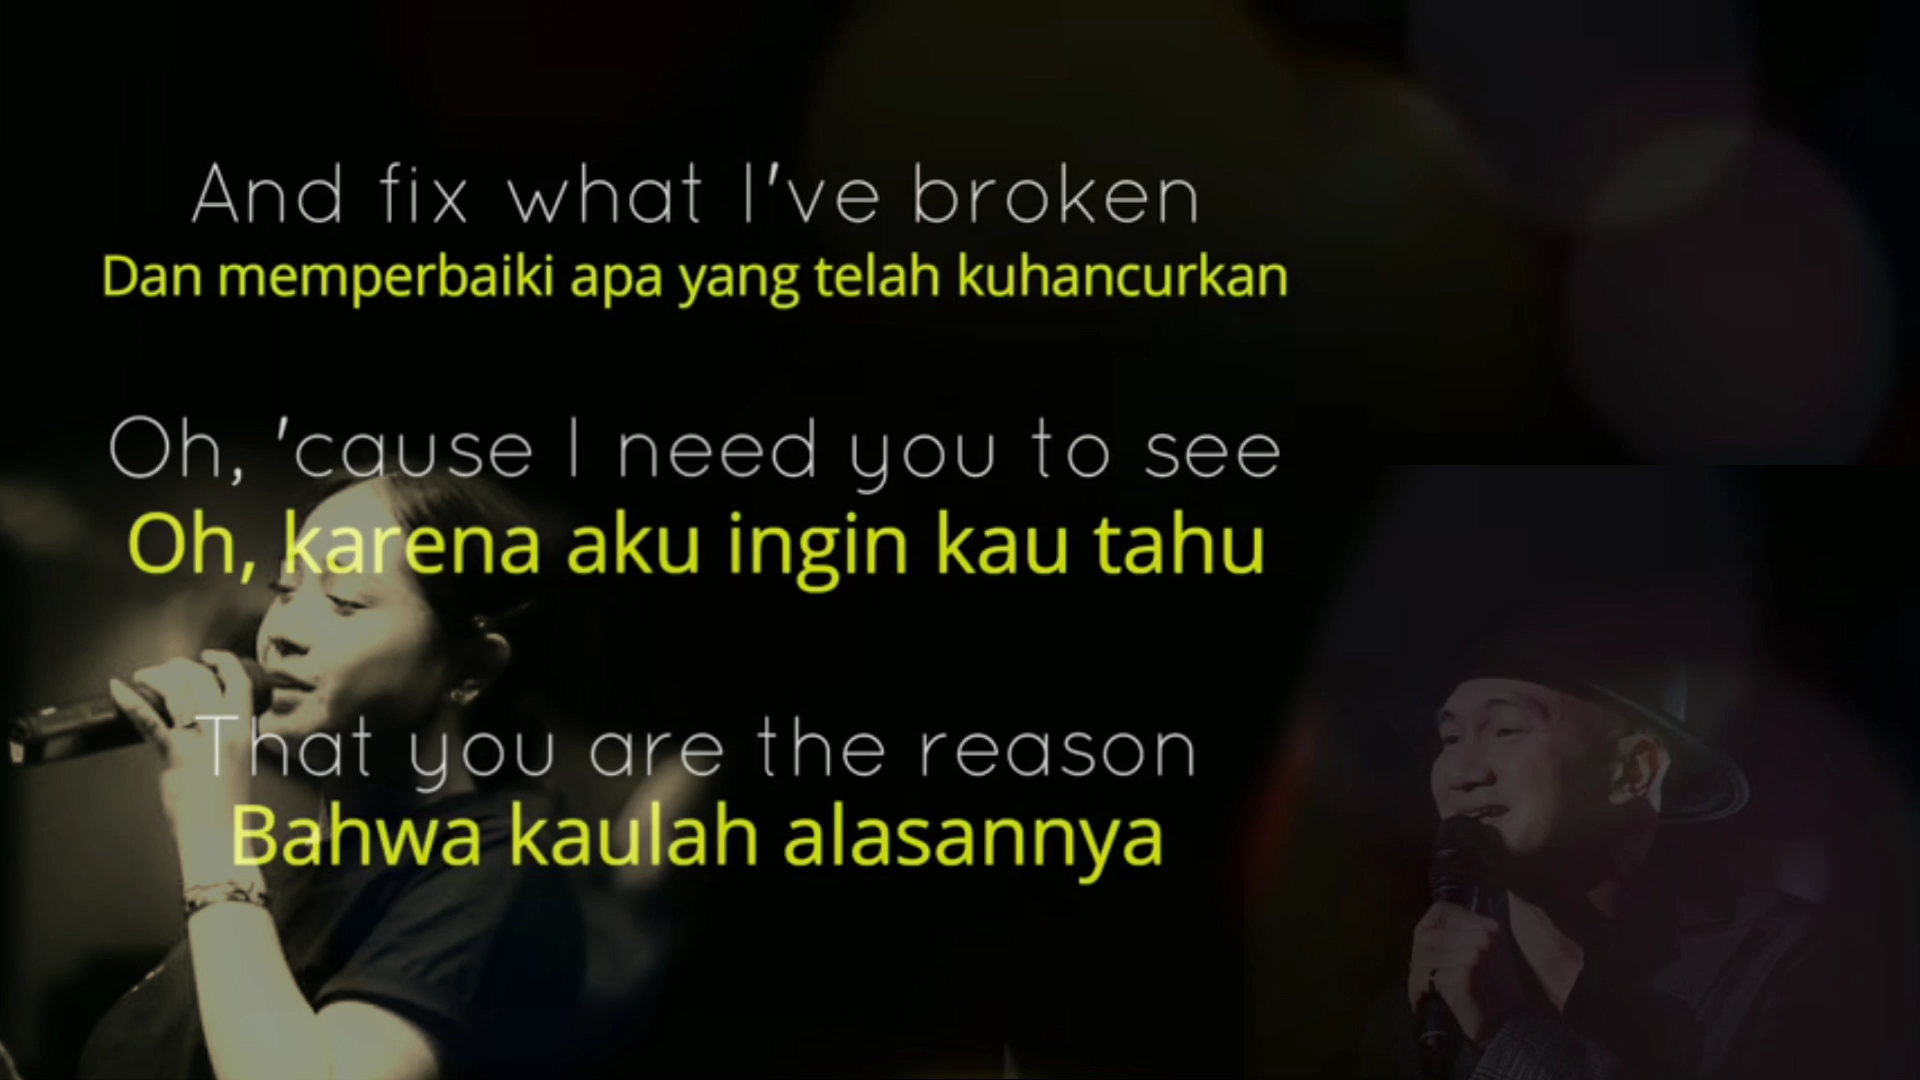 And fix what I've broken
Dan memperbaiki apa yang telah kuhancurkan
Oh, 'cause I need you to see
Oh, karena aku ingin kau tahu
That you are the reason
Bahwa kaulah alasannya